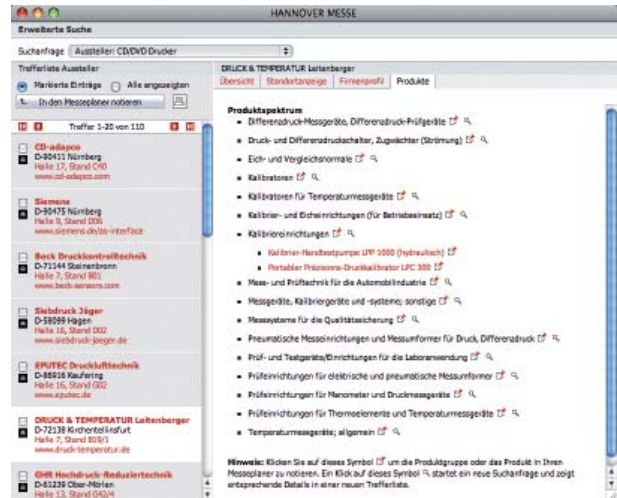 HANNOVER MESSE
Erweiterte Suche
Suchanfrage Aussteller: CD/DVD Drucker
Trefferliste Aussteller
Markierte Einträge Alle angezeigten
In den Messeplaner notieren
Treffer 1-20 von 110
CD-adapco
D-90411 Nürnberg
Halle 17, Stand C40
www.cd-adapco.com
Siemens
D-90475 Nürnberg
Halle 9, Stand D06
www.siemens.de/as-interface
Beck Druckkontrolltechnik
D-71144 Steinenbronn
Halle 7, Stand B01
www.beck-sensors.com
Siebdruck Jäger
D-58099 Hagen
Halle 16, Stand D02
www.siebdruck-jaeger.de
EPUTEC Drucklufttechnik
D-86916 Kaufering
Halle 16, Stand G02
www.eputec.de
DRUCK & TEMPERATUR Leitenberger
D-72138 Kirchentellinsfurt
Halle 7, Stand B19/1
www.druck-temperatur.de
GHR Hochdruck-Reduziertechnik
D-61239 Ober-Mörlen
Halle 13, Stand G42/4
DRUCK & TEMPERATUR Leitenberger
Übersicht Standortanzeige Firmenprofil Produkte
Produktspektrum
Differenzdruck-Messgeräte, Differenzdruck-Prüfgeräte
Druck- und Differenzdruckschalter, Zugwächter (Strömung)
Eich- und Vergleichsnormale
Kalibratoren
Kalibratoren für Temperaturmessgeräte
Kalibrier- und Eicheinrichtungen (für Betriebseinsatz)
Kalibriereinrichtungen
Kalibrier-Handtestpumpe LPP 1000 (hydraulisch)
Portabler Präzisions-Druckkalibrator LPC 300
Mess- und Prüftechnik für die Automobilindustrie
Messgeräte, Kalibriergeräte und -systeme; sonstige
Messsysteme für die Qualitätssicherung
Pneumatische Messeinrichtungen und Messumformer für Druck, Differenzdruck
Prüf- und Testgeräte/Einrichtungen für die Laboranwendung
Prüfeinrichtungen für elektrische und pneumatische Messumformer
Prüfeinrichtungen für Manometer und Druckmessgeräte
Prüfeinrichtungen für Thermoelemente und Temperaturmessgeräte
Temperaturmessgeräte; allgemein
Hinweis: Klicken Sie auf dieses Symbol um die Produktgruppe oder das Produkt in Ihren
Messeplaner zu notieren. Ein Klick auf dieses Symbol startet ein neue Suchanfrage und zeigt
entsprechende Details in einer neuen Trefferliste.